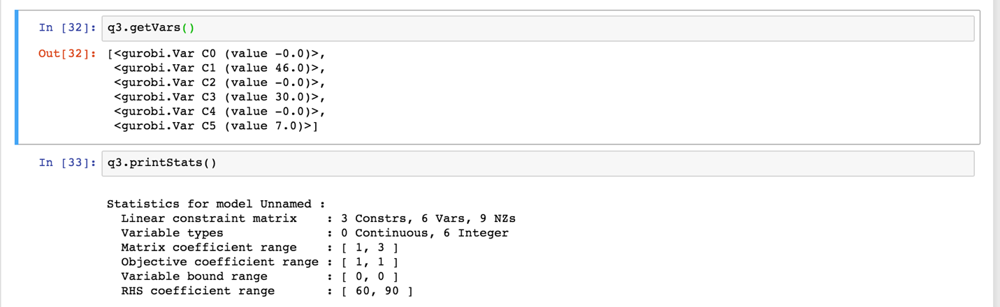 In [32]: q3.getVars()
Out[32]: [<gurobi.Var C0 (value -0.0)>,
<gurobi.Var C1 (value 46.0)>,
<gurobi.Var C2 (value -0.0)>,
<gurobi.Var C3 (value 30.0)>,
<gurobi.Var C4 (value -0.0)>,
<gurobi.Var C5 (value 7.0)>]
In [33]: q3.printStats()
Statistics for model Unnamed :
Linear constraint matrix : 3 Constrs, 6 Vars, 9 NZs
Variable types : 0 Continuous, 6 Integer
Matrix coefficient range : [ 1, 3 ]
Objective coefficient range : [ 1, 1 ]
Variable bound range : [ 0, 0 ]
RHS coefficient range : [ 60, 90 ]